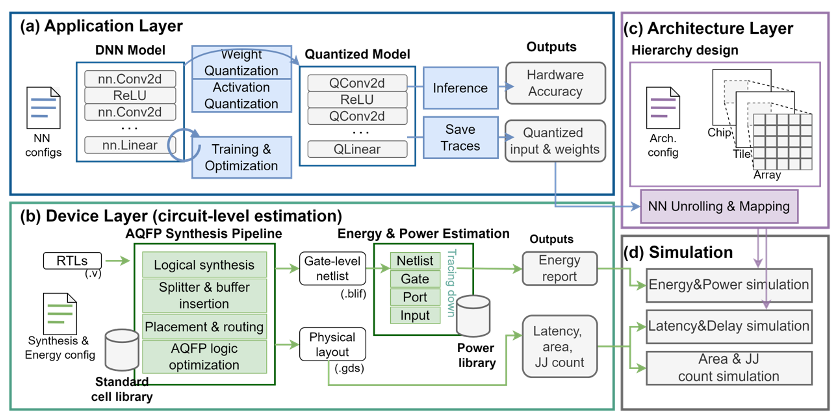 (a) Application Layer
DNN Model
nn.Conv2d
ReLU
nn.Conv2d
...
nn.Linear
NN
configs
Weight
Quantization
Activation
Quantization
Training &
Optimization
Quantized Model
QConv2d
ReLU
QConv2d
...
QLinear
Inference
Save
Traces
Outputs
Hardware
Accuracy
Quantized
input & weights
(c) Architecture Layer
Hierarchy design
Arch.
config
Chip
Tile
Array
NN Unrolling & Mapping
(b) Device Layer (circuit-level estimation)
AQFP Synthesis Pipeline
RTLs
(.v)
Synthesis &
Energy config
Logical synthesis
Splitter & buffer
insertion
Placement & routing
AQFP logic
optimization
Standard
cell library
Gate-level
netlist
(.blif)
Physical
layout
(.gds)
Energy & Power Estimation
Netlist
Gate
Port
Input
Tracing down
Power
library
Outputs
Energy
report
Latency,
area,
JJ count
(d) Simulation
Energy&Power simulation
Latency&Delay simulation
Area & JJ
count simulation